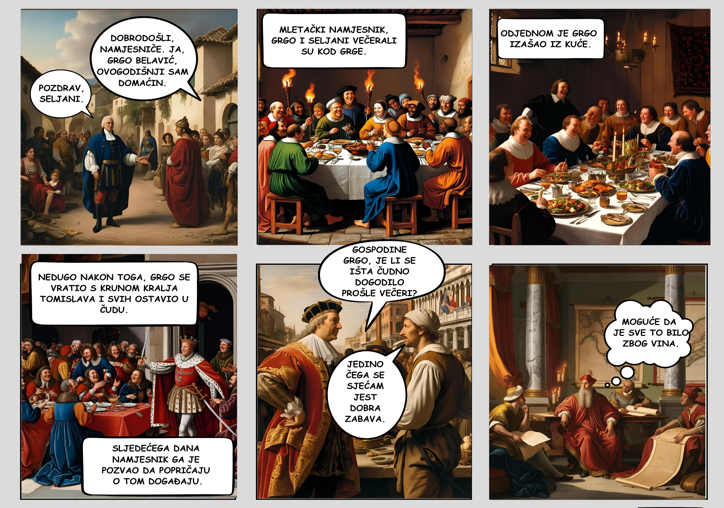 POZDRAV,
SELJANI.
DOBRODOŠLI,
NAMJESNIČE. JA,
GRGO BELAVIĆ,
OVOGODIŠNJI SAM
DOMAĆIN.
MLETAČKI NAMJESNIK,
GRGO I SELJANI VEČERALI
SU KOD GRGE.
ODJEDNOM JE GRGO
IZAŠAO IZ KUĆE.
NEDUGO NAKON TOGA, GRGO SE
VRATIO S KRUNOM KRALJA
TOMISLAVA I SVIH OSTAVIO U
ČUDU.
SLJEDEĆEGA DANA
NAMJESNIK GA JE
POZVAO DA POPRIČAJU
O TOM DOGAĐAJU.
GOSPODINE
GRGO, JE LI SE
IŠTA ČUDNO
DOGODILO
PROŠLE VEČERI?
JEDINO
ČEGA SE
SJEĆAM
JEST
DOBRA
ZABAVA.
MOGUĆE DA
JE SVE TO BILO
ZBOG VINA.